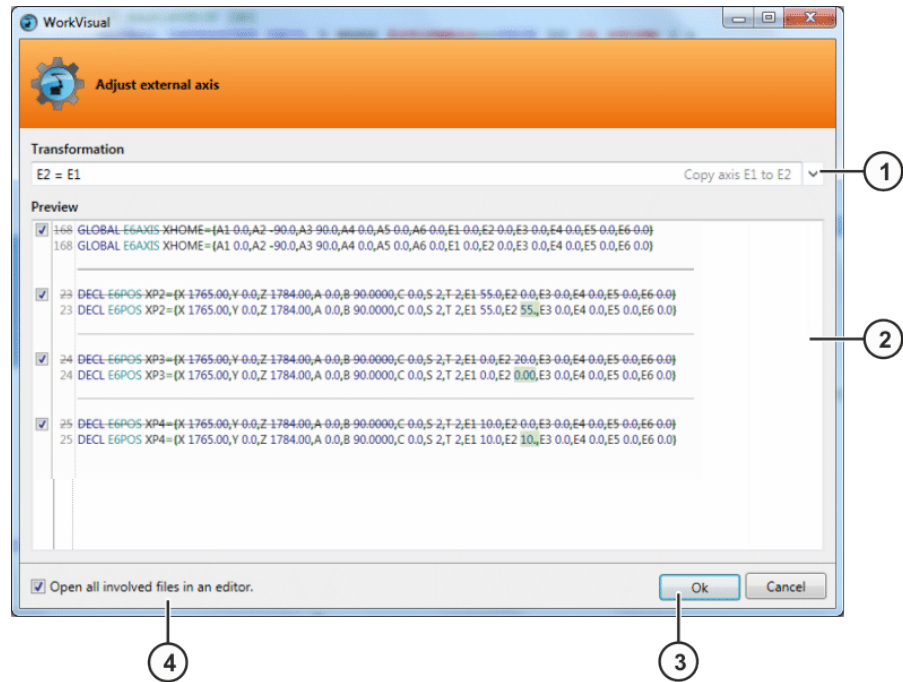 WorkVisual
Adjust external axis
Transformation
E2 = E1 Copy axis E1 to E2
1
Preview
168 GLOBAL E6AXIS XHOME={A1 0.0,A2 -90.0,A3 90.0,A4 0.0,A5 0.0,A6 0.0,E1 0.0,E2 0.0,E3 0.0,E4 0.0,E5 0.0,E6 0.0}
168 GLOBAL E6AXIS XHOME={A1 0.0,A2 -90.0,A3 90.0,A4 0.0,A5 0.0,A6 0.0,E1 0.0,E2 0.0,E3 0.0,E4 0.0,E5 0.0,E6 0.0}
23 DECL E6POS XP2={X 1765.00,Y 0.0,Z 1784.00,A 0.0,B 90.0000,C 0.0,S 2,T 2,E1 55.0,E2 0.0,E3 0.0,E4 0.0,E5 0.0,E6 0.0}
23 DECL E6POS XP2={X 1765.00,Y 0.0,Z 1784.00,A 0.0,B 90.0000,C 0.0,S 2,T 2,E1 55.0,E2 55.,E3 0.0,E4 0.0,E5 0.0,E6 0.0}
2
24 DECL E6POS XP3={X 1765.00,Y 0.0,Z 1784.00,A 0.0,B 90.0000,C 0.0,S 2,T 2,E1 0.0,E2 20.0,E3 0.0,E4 0.0,E5 0.0,E6 0.0}
24 DECL E6POS XP3={X 1765.00,Y 0.0,Z 1784.00,A 0.0,B 90.0000,C 0.0,S 2,T 2,E1 0.0,E2 0.00,E3 0.0,E4 0.0,E5 0.0,E6 0.0}
25 DECL E6POS XP4={X 1765.00,Y 0.0,Z 1784.00,A 0.0,B 90.0000,C 0.0,S 2,T 2,E1 10.0,E2 0.0,E3 0.0,E4 0.0,E5 0.0,E6 0.0}
25 DECL E6POS XP4={X 1765.00,Y 0.0,Z 1784.00,A 0.0,B 90.0000,C 0.0,S 2,T 2,E1 10.0,E2 10.,E3 0.0,E4 0.0,E5 0.0,E6 0.0}
Open all involved files in an editor.
Ok Cancel
4 3